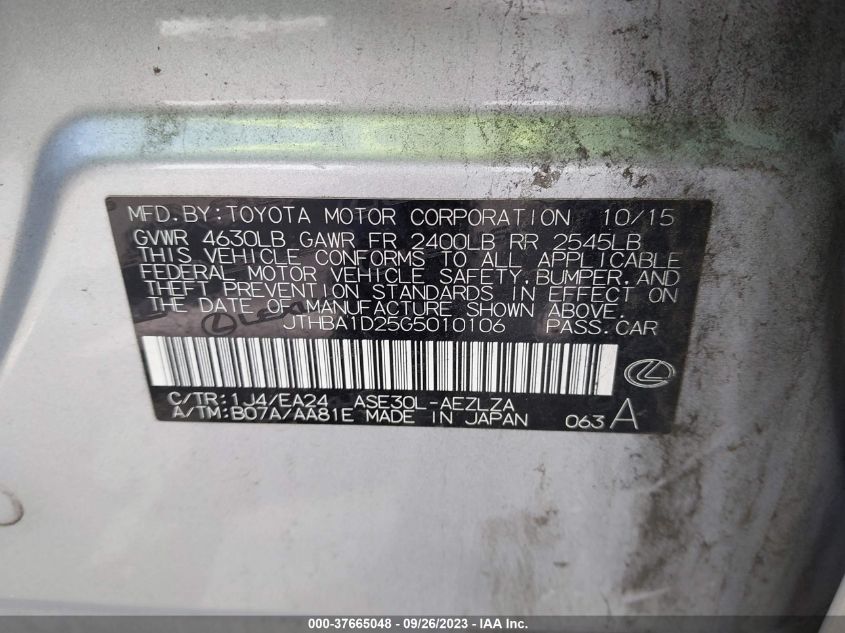 MFD.BY:TOYOTA MOTOR CORPORATION 10/15
GVWR 4630LB GAWR FR 2400LB RR 2545LB
THIS VEHICLE CONFORMS TO ALL APPLICABLE
FEDERAL MOTOR VEHICLE SAFETY,BUMPER,AND
THEFT PREVENTION STANDARDS IN EFFECT ON
THE DATE OF MANUFACTURE SHOWN ABOVE.
JTHBA1D25G5010106 PASS.CAR
C/TR:1J4/EA24 ASE30L-AEZLZA
A/TM:B07A/AA81E MADE IN JAPAN 063 A
000-37665048 - 09/26/2023 - IAA Inc.